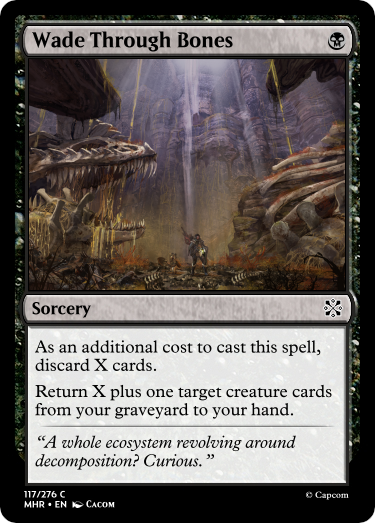 Wade Through Bones
Sorcery
As an additional cost to cast this spell,
discard X cards.
Return X plus one target creature cards
from your graveyard to your hand.
“A whole ecosystem revolving around
decomposition? Curious.”
117/276 C
MHR • EN Cacom
© Capcom